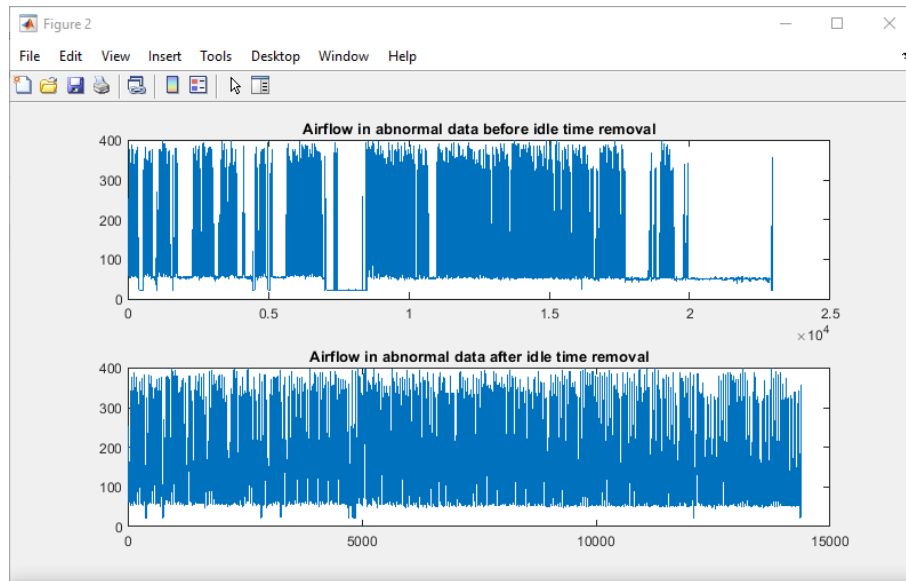 Figure 2
File Edit View Insert Tools Desktop Window Help
Airflow in abnormal data before idle time removal
400
300
200
100
0
0 0.5 1 1.5 2 2.5
×10^4
Airflow in abnormal data after idle time removal
400
300
200
100
0
0 5000 10000 15000